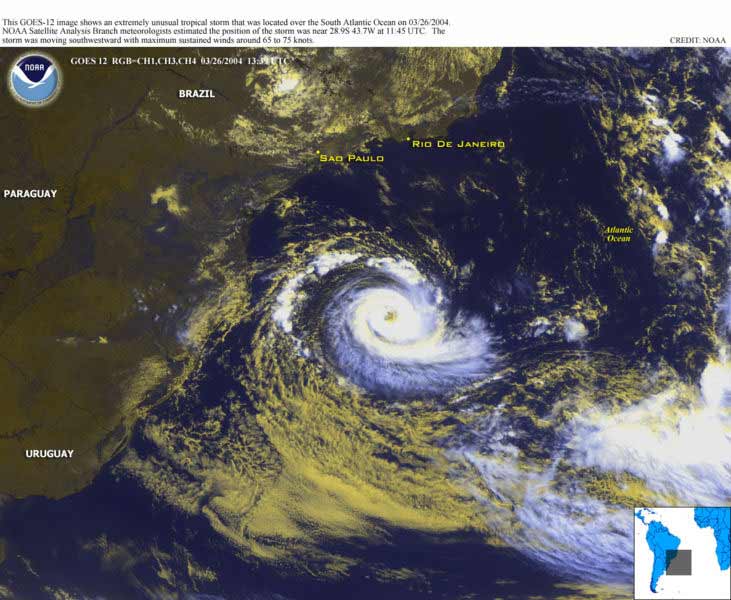 This GOES-12 image shows an extremely unusual tropical storm that was located over the South Atlantic Ocean on 03/26/2004.
NOAA Satellite Analysis Branch meteorologists estimated the position of the storm was near 28.9S 43.7W at 11:45 UTC. The
storm was moving southwestward with maximum sustained winds around 65 to 75 knots.
CREDIT: NOAA
NOAA
GOES 12 RGB=CH1,CH3,CH4 03/26/2004 UTC
BRAZIL
RIO DE JANEIRO
SAO PAULO
PARAGUAY
Atlantic
Ocean
URUGUAY